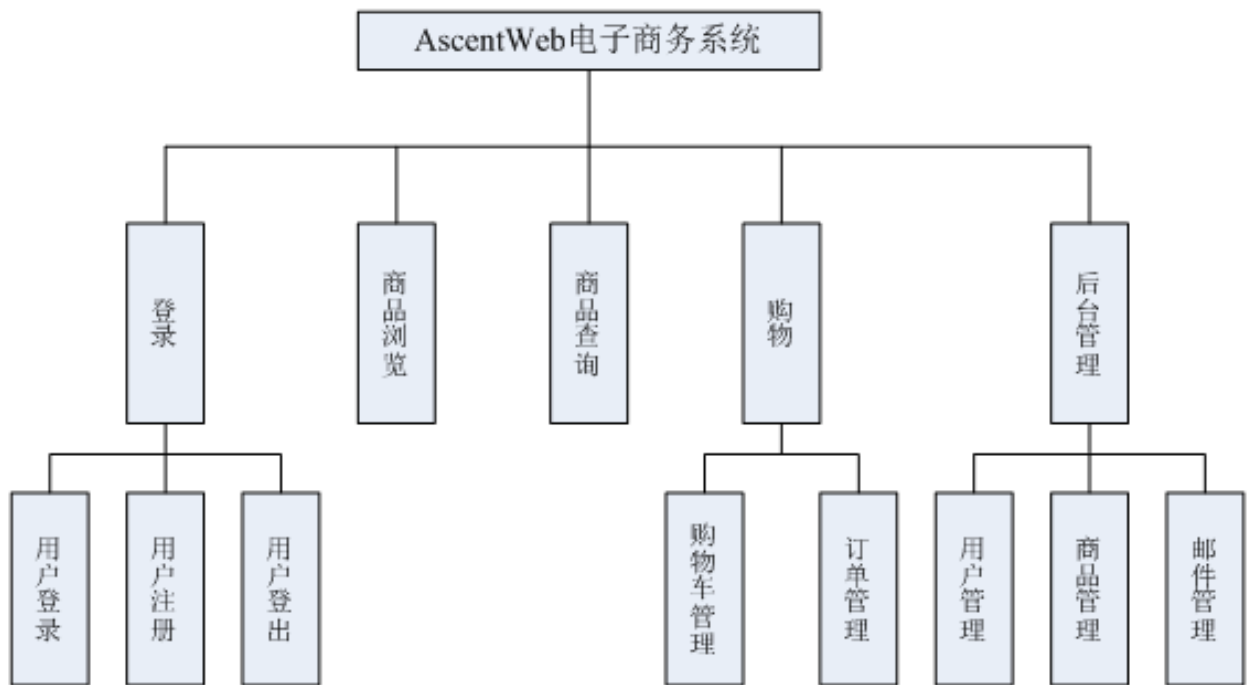 AscentWeb电子商务系统
登录
商品浏览
商品查询
购物
后台管理
用户登录
用户注册
用户登出
购物车管理
订单管理
用户管理
商品管理
邮件管理